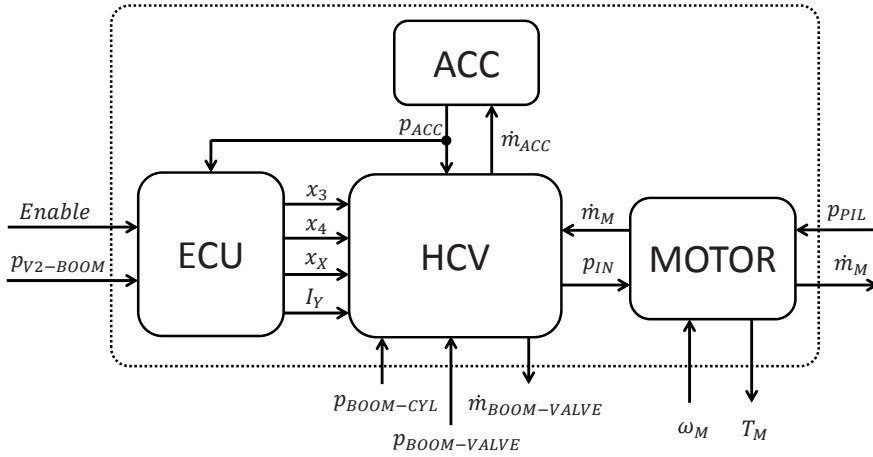 ACC
p_ACC
ṁ_ACC
Enable
p_V2−BOOM
ECU
x_3
x_4
x_X
I_Y
HCV
ṁ_M
p_IN
MOTOR
p_PIL
ṁ_M
p_BOOM−CYL
ṁ_BOOM−VALVE
p_BOOM−VALVE
ω_M
T_M